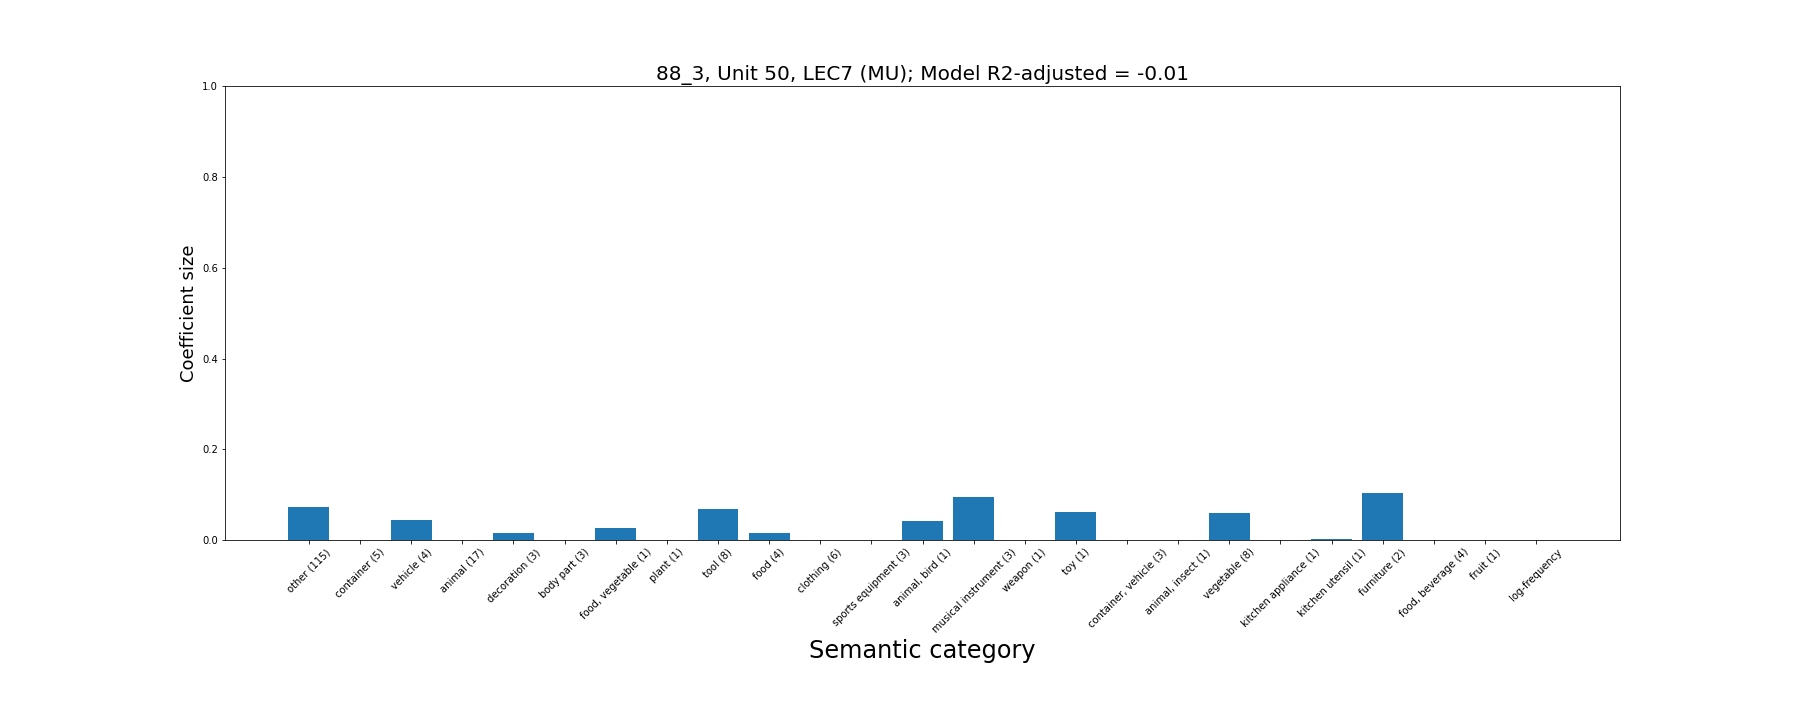 88_3, Unit 50, LEC7 (MU); Model R2-adjusted = -0.01
1.0
0.8
0.6
0.4
0.2
0.0
Coefficient size
other (115)
container (5)
vehicle (4)
animal (17)
decoration (3)
body part (3)
food, vegetable (1)
plant (1)
tool (8)
food (4)
clothing (6)
sports equipment (3)
animal, bird (1)
musical instrument (3)
weapon (1)
toy (1)
container, vehicle (3)
animal, insect (1)
vegetable (8)
kitchen appliance (1)
kitchen utensil (1)
furniture (2)
food, beverage (4)
fruit (1)
log-frequency
Semantic category